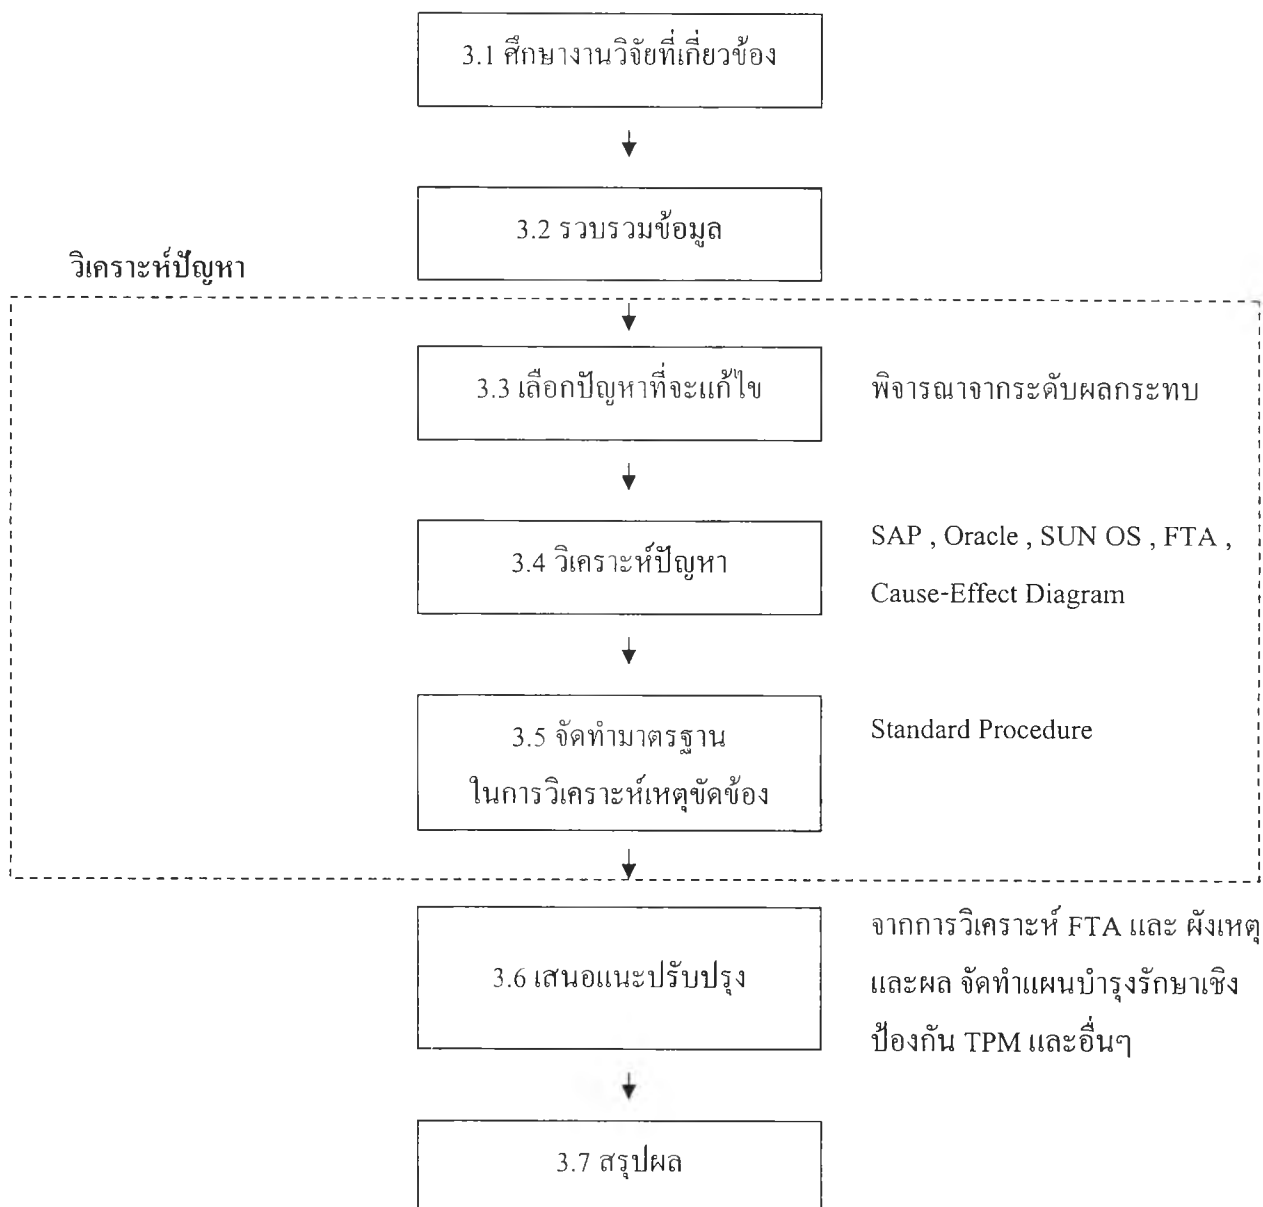 3.1 ศึกษางานวิจัยที่เกี่ยวข้อง
3.2 รวบรวมข้อมูล
วิเคราะห์ปัญหา
3.3 เลือกปัญหาที่จะแก้ไข
พิจารณาจากระดับผลกระทบ
3.4 วิเคราะห์ปัญหา
SAP , Oracle , SUN OS , FTA ,
Cause-Effect Diagram
3.5 จัดทำมาตรฐาน
ในการวิเคราะห์เหตุขัดข้อง
Standard Procedure
3.6 เสนอแนะปรับปรุง
จากการวิเคราะห์ FTA และ ผังเหตุ
และผล จัดทำแผนบำรุงรักษาเชิง
ป้องกัน TPM และอื่นๆ
3.7 สรุปผล